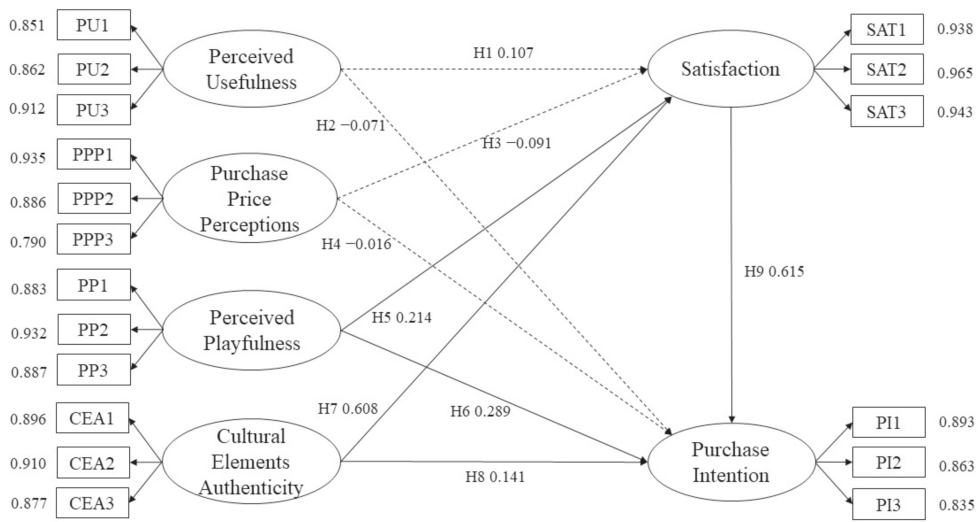 0.851
PU1
0.862
PU2
0.912
PU3
Perceived
Usefulness
H1 0.107
Satisfaction
SAT1
0.938
SAT2
0.965
SAT3
0.943
H2 −0.071
H3 −0.091
0.935
PPP1
0.886
PPP2
0.790
PPP3
Purchase
Price
Perceptions
H4 −0.016
H9 0.615
0.883
PP1
0.932
PP2
0.887
PP3
Perceived
Playfulness
H5 0.214
H7 0.608
H6 0.289
0.896
CEA1
0.910
CEA2
0.877
CEA3
Cultural
Elements
Authenticity
H8 0.141
Purchase
Intention
PI1
0.893
PI2
0.863
PI3
0.835